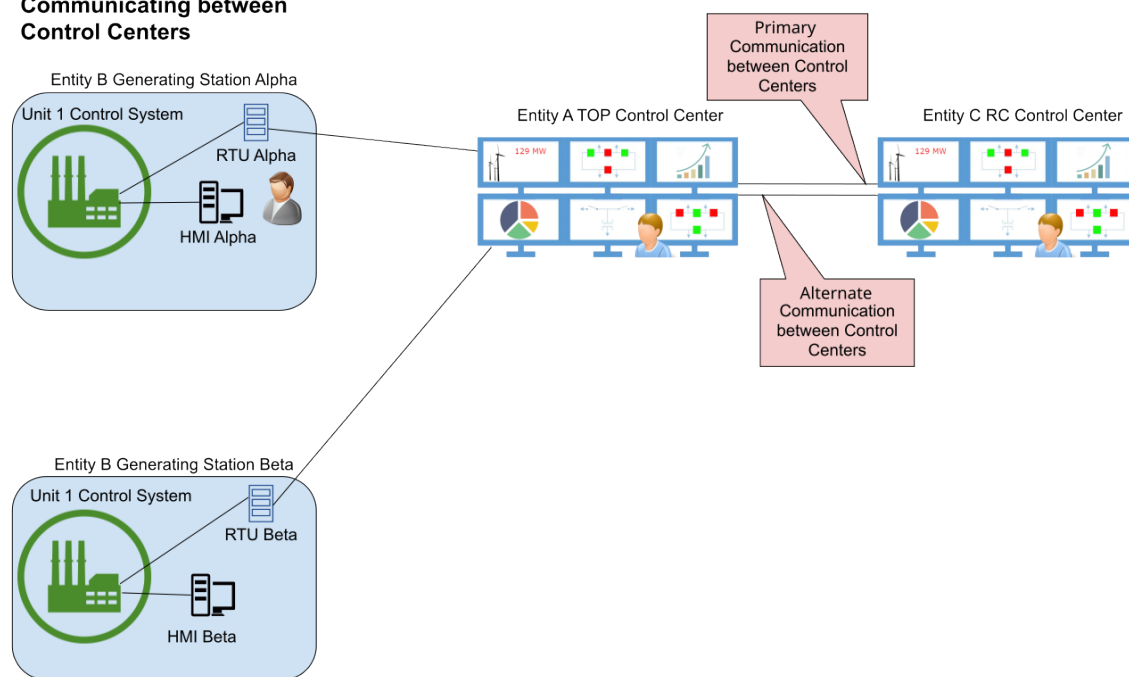 Communicating between
Control Centers
Primary
Communication
between Control
Centers
Entity B Generating Station Alpha
Unit 1 Control System
RTU Alpha
HMI Alpha
Entity A TOP Control Center
129 MW
Entity C RC Control Center
129 MW
Alternate
Communication
between Control
Centers
Entity B Generating Station Beta
Unit 1 Control System
RTU Beta
HMI Beta